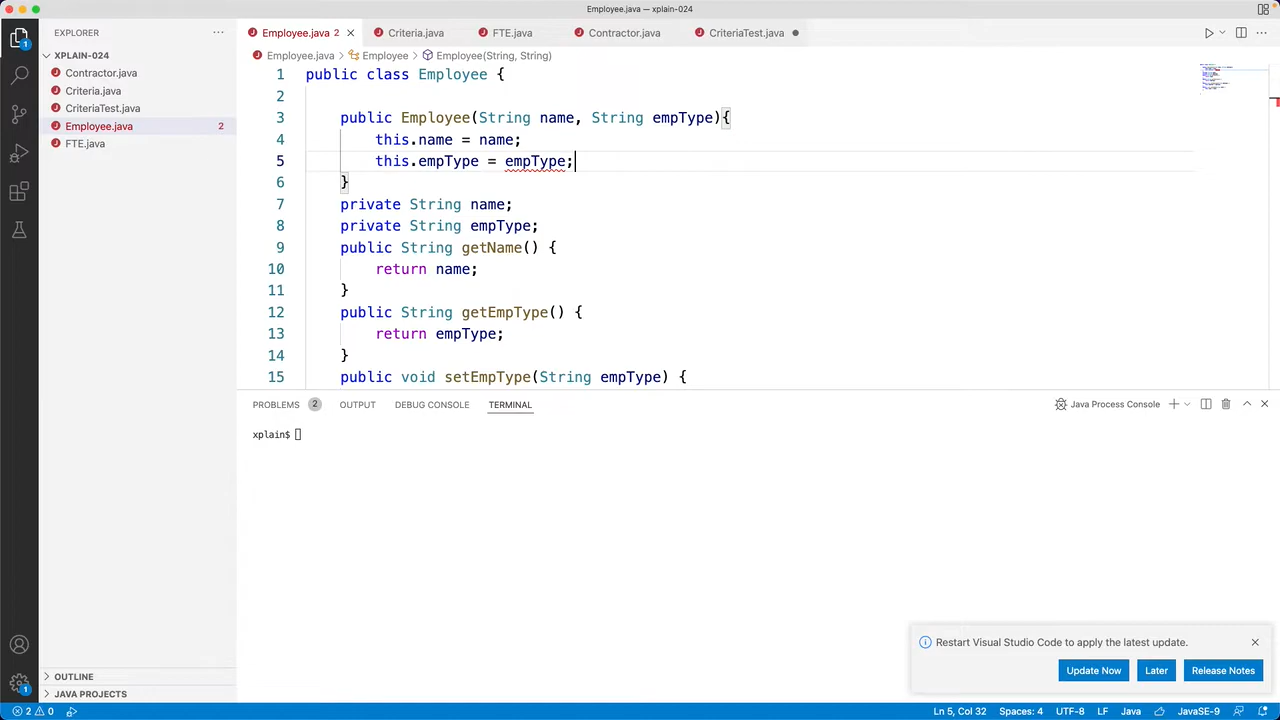 Employee.java — xplain-024
EXPLORER
XPLAIN-024
Contractor.java
Criteria.java
CriteriaTest.java
Employee.java 2
FTE.java
OUTLINE
JAVA PROJECTS
Employee.java 2
Criteria.java
FTE.java
Contractor.java
CriteriaTest.java
Employee.java > Employee > Employee(String, String)
1 public class Employee {
2
3 public Employee(String name, String empType){
4 this.name = name;
5 this.empType = empType;
6 }
7 private String name;
8 private String empType;
9 public String getName() {
10 return name;
11 }
12 public String getEmpType() {
13 return empType;
14 }
15 public void setEmpType(String empType) {
PROBLEMS 2 OUTPUT DEBUG CONSOLE TERMINAL
Java Process Console
xplain$
Restart Visual Studio Code to apply the latest update.
Update Now
Later
Release Notes
1
1
2 0
Ln 5, Col 32 Spaces: 4 UTF-8 LF Java JavaSE-9